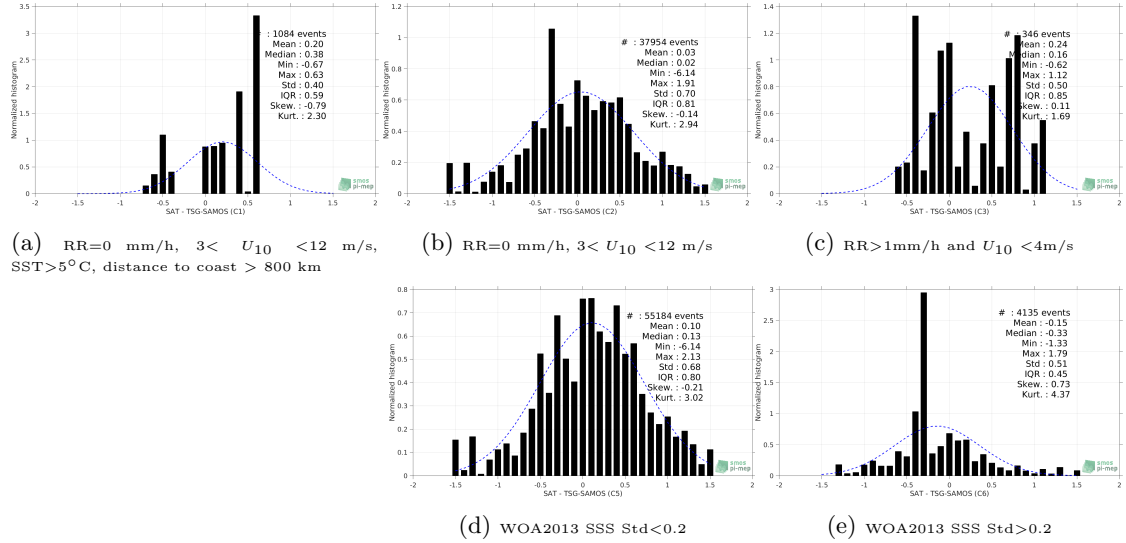 Normalized histogram
3.5
3
2.5
2
1.5
1
0.5
0
-2 -1.5 -1 -0.5 0 0.5 1 1.5 2
# : 1084 events
Mean : 0.20
Median : 0.38
Min : -0.67
Max : 0.63
Std : 0.40
IQR : 0.59
Skew. : -0.79
Kurt. : 2.30
smos
pi-mep
SAT - TSG-SAMOS (C1)
(a) RR=0 mm/h, 3< U10 <12 m/s,
SST>5°C, distance to coast > 800 km
Normalized histogram
1.2
1
0.8
0.6
0.4
0.2
0
-2 -1.5 -1 -0.5 0 0.5 1 1.5 2
# : 37954 events
Mean : 0.03
Median : 0.02
Min : -6.14
Max : 1.91
Std : 0.70
IQR : 0.81
Skew. : -0.14
Kurt. : 2.94
smos
pi-mep
SAT - TSG-SAMOS (C2)
(b) RR=0 mm/h, 3< U10 <12 m/s
Normalized histogram
1.4
1.2
1
0.8
0.6
0.4
0.2
0
-2 -1.5 -1 -0.5 0 0.5 1 1.5 2
# : 346 events
Mean : 0.24
Median : 0.16
Min : -0.62
Max : 1.12
Std : 0.50
IQR : 0.85
Skew. : 0.11
Kurt. : 1.69
smos
pi-mep
SAT - TSG-SAMOS (C3)
(c) RR>1mm/h and U10 <4m/s
Normalized histogram
0.8
0.7
0.6
0.5
0.4
0.3
0.2
0.1
0
-2 -1.5 -1 -0.5 0 0.5 1 1.5 2
# : 55184 events
Mean : 0.10
Median : 0.13
Min : -6.14
Max : 2.13
Std : 0.68
IQR : 0.80
Skew. : -0.21
Kurt. : 3.02
smos
pi-mep
SAT - TSG-SAMOS (C5)
(d) WOA2013 SSS Std<0.2
Normalized histogram
3
2.5
2
1.5
1
0.5
0
-2 -1.5 -1 -0.5 0 0.5 1 1.5 2
# : 4135 events
Mean : -0.15
Median : -0.33
Min : -1.33
Max : 1.79
Std : 0.51
IQR : 0.45
Skew. : 0.73
Kurt. : 4.37
smos
pi-mep
SAT - TSG-SAMOS (C6)
(e) WOA2013 SSS Std>0.2